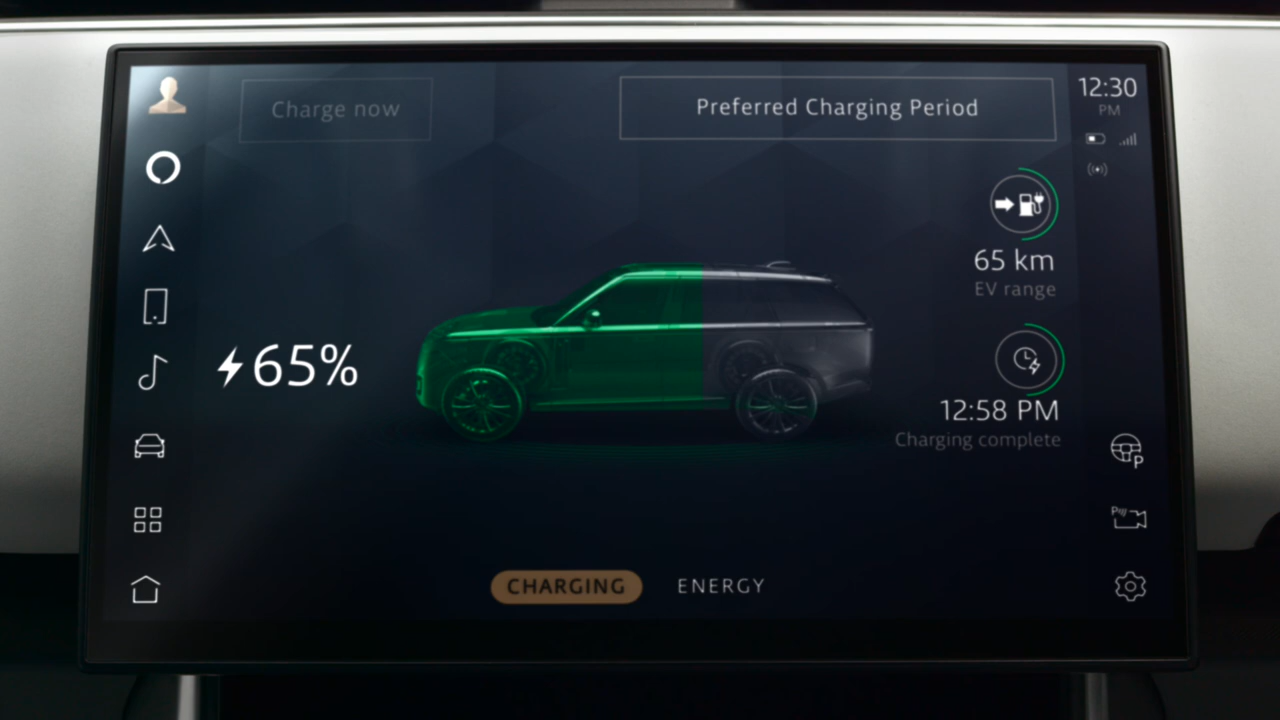 Charge now
Preferred Charging Period
12:30
PM
65 km
EV range
65%
12:58 PM
Charging complete
P
P
CHARGING
ENERGY